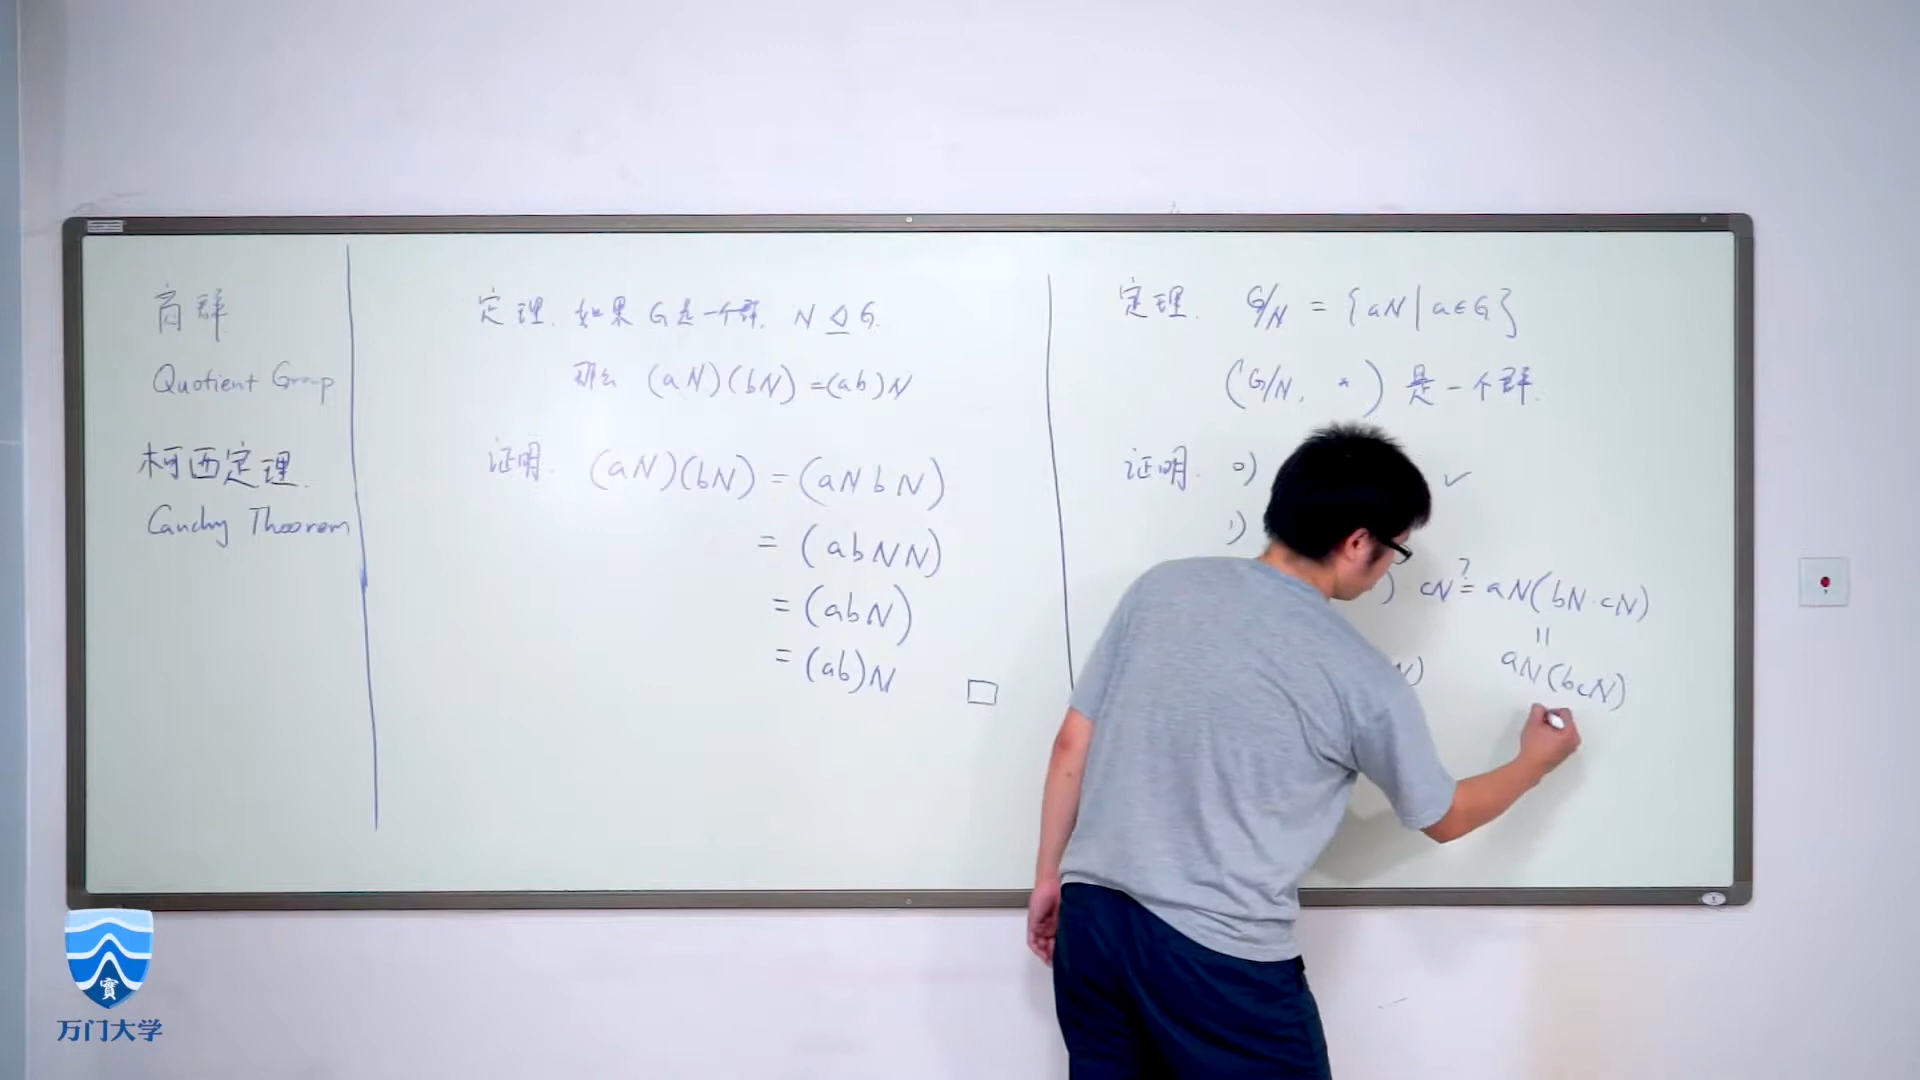 商群
Quotient Group
柯西定理.
Cauchy Theorem
定理. 如果 G是一个群. N ⊴ G.
那么 (aN)(bN) = (ab)N
证明. (aN)(bN) = (aNbN)
= (abNN)
= (abN)
= (ab)N □
定理. G/N = {aN | a∈G}
(G/N, *) 是一个群.
证明. 0) ✓
1)
) · cN ≟ aN(bN·cN)
N) =
aN(bcN)
實
万门大学